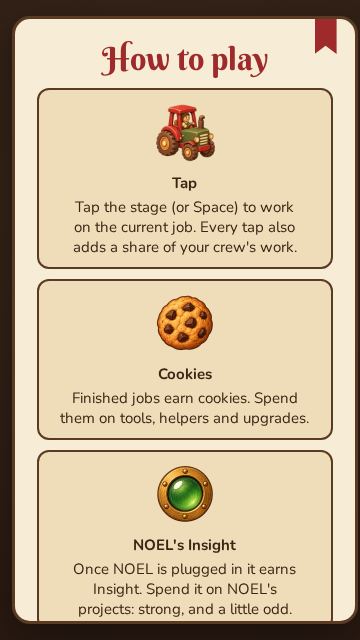 How to play
Tap
Tap the stage (or Space) to work
on the current job. Every tap also
adds a share of your crew's work.
Cookies
Finished jobs earn cookies. Spend
them on tools, helpers and upgrades.
NOEL's Insight
Once NOEL is plugged in it earns
Insight. Spend it on NOEL's
projects: strong, and a little odd.